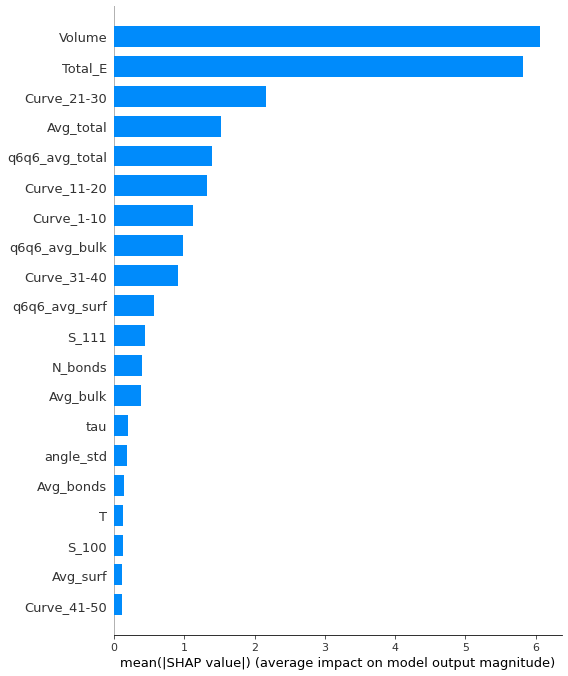 Volume
Total_E
Curve_21-30
Avg_total
q6q6_avg_total
Curve_11-20
Curve_1-10
q6q6_avg_bulk
Curve_31-40
q6q6_avg_surf
S_111
N_bonds
Avg_bulk
tau
angle_std
Avg_bonds
T
S_100
Avg_surf
Curve_41-50
0 1 2 3 4 5 6
mean(|SHAP value|) (average impact on model output magnitude)